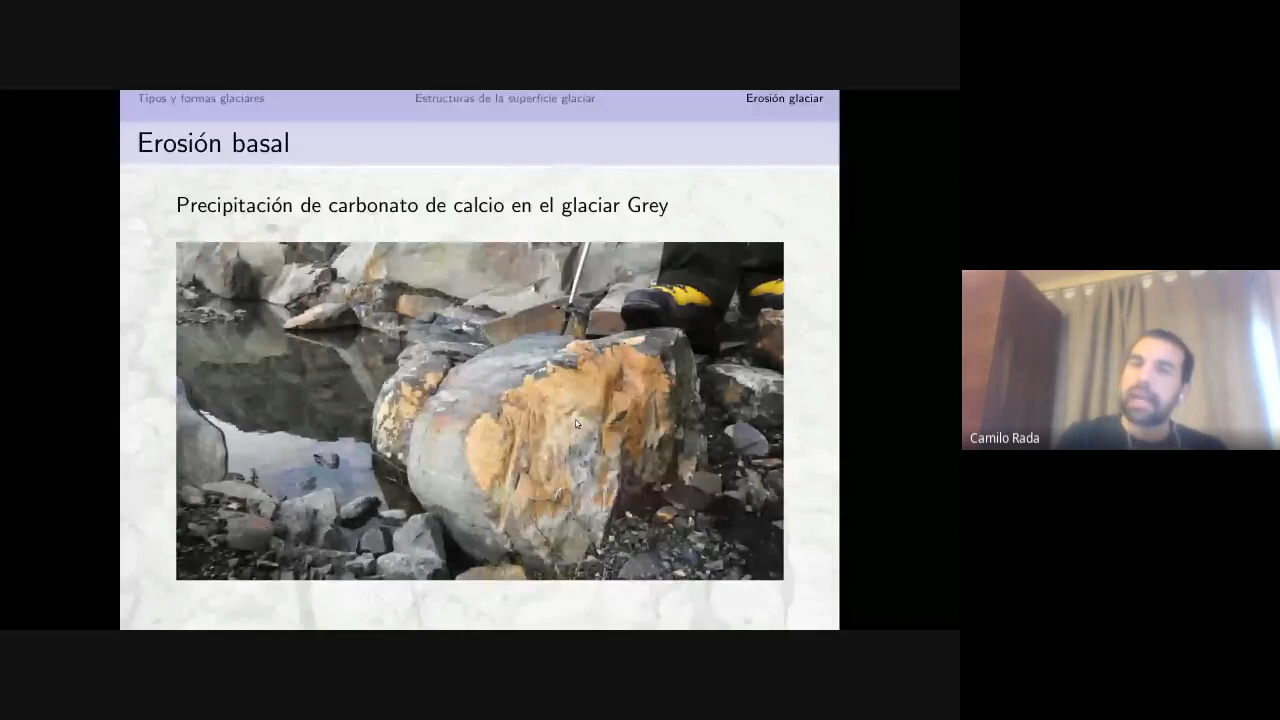 Tipos y formas glaciares
Estructuras de la superficie glaciar
Erosión glaciar
Erosión basal
Precipitación de carbonato de calcio en el glaciar Grey
Camilo Rada